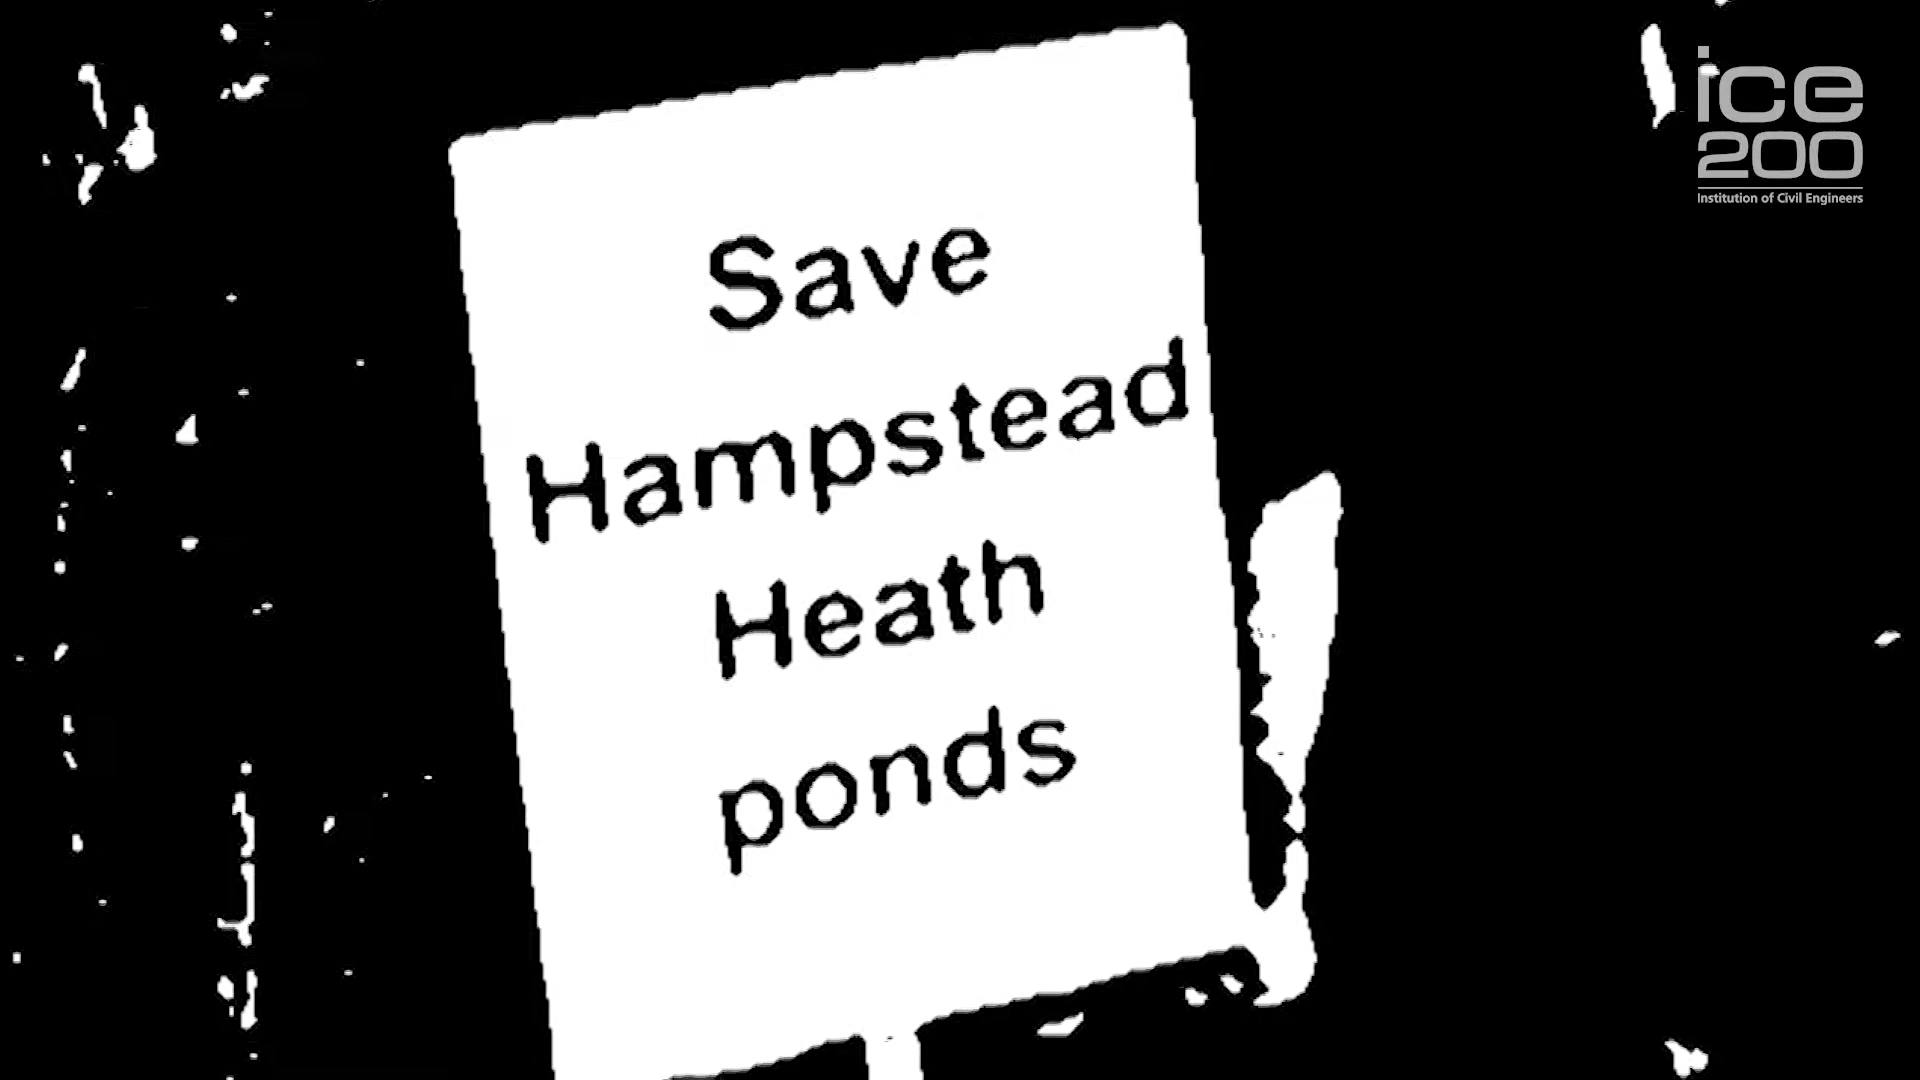 Save
Hampstead
Heath
ponds
ice
200
Institution of Civil Engineers